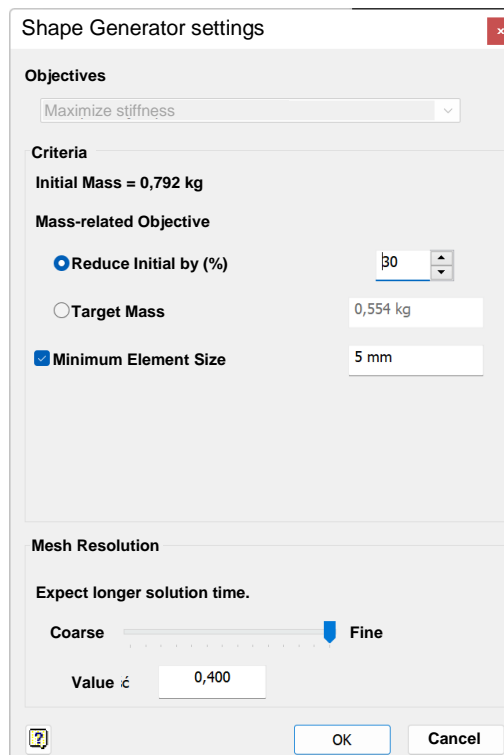 Shape Generator settings
Objectives
Maximize stiffness
Criteria
Initial Mass = 0,792 kg
Mass-related Objective
Reduce Initial by (%) 30
Target Mass 0,554 kg
Minimum Element Size 5 mm
Mesh Resolution
Expect longer solution time.
Coarse Fine
Value ść 0,400
OK Cancel